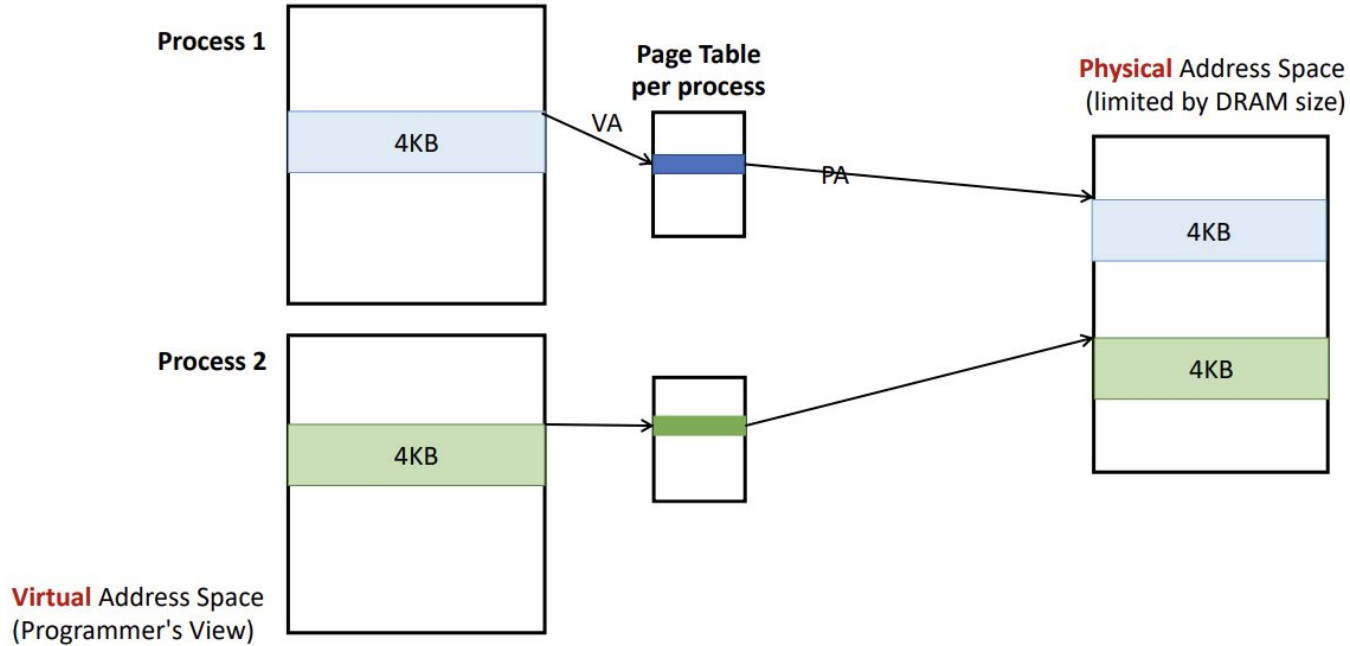 Process 1
4KB
VA
Page Table
per process
PA
Physical Address Space
(limited by DRAM size)
4KB
4KB
Process 2
4KB
Virtual Address Space
(Programmer's View)